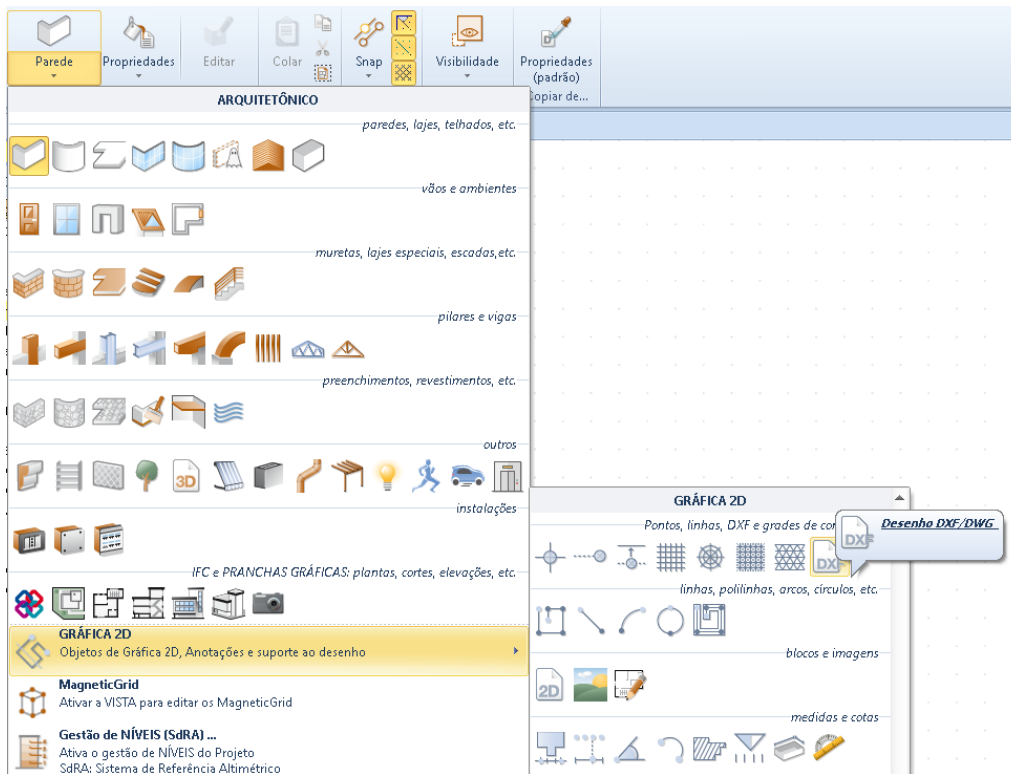 Parede
Propriedades
Editar
Colar
Snap
Visibilidade
Propriedades
(padrão)
Copiar de...
ARQUITETÔNICO
paredes, lajes, telhados, etc.
vãos e ambientes
muretas, lajes especiais, escadas,etc.
pilares e vigas
preenchimentos, revestimentos, etc.
outros
3D
instalações
IFC e PRANCHAS GRÁFICAS: plantas, cortes, elevações, etc.
GRÁFICA 2D
Objetos de Gráfica 2D, Anotações e suporte ao desenho
MagneticGrid
Ativar a VISTA para editar os MagneticGrid
Gestão de NÍVEIS (SdRA) ...
Ativa o gestão de NÍVEIS do Projeto
SdRA: Sistema de Referência Altimétrico
GRÁFICA 2D
Pontos, linhas, DXF e grades de
DXF
Desenho DXF/DWG
DXF
linhas, polilinhas, arcos, círculos, etc.
blocos e imagens
2D
medidas e cotas